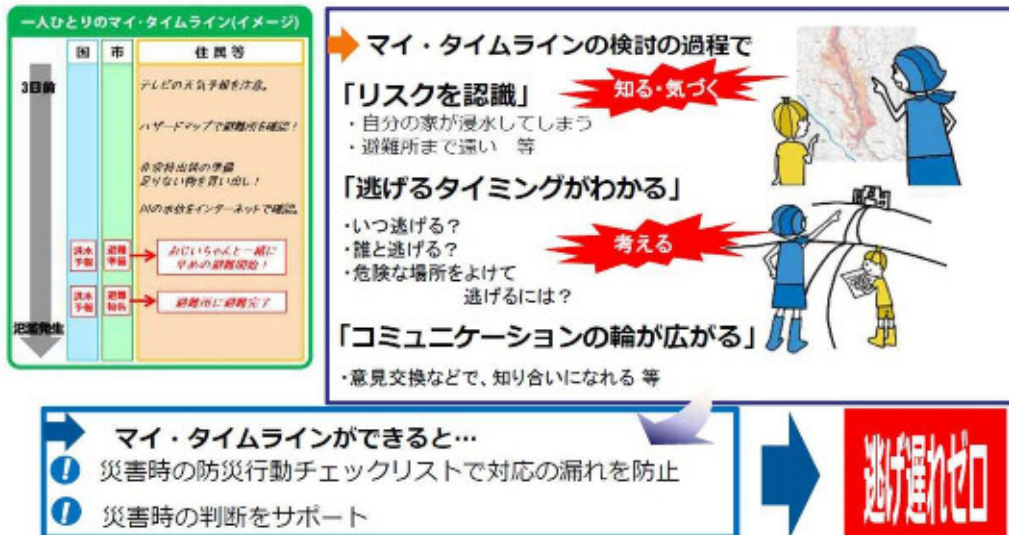 一人ひとりのマイ・タイムライン(イメージ)
国 市 住民等
3日前
テレビの天気予報を注意。
ハザードマップで避難所を確認!
非常持出袋の準備
足りない物を買い出し!
川の水位をインターネットで確認。
洪水予報 避難準備 おじいちゃんと一緒に早めの避難開始!
洪水予報 避難勧告 避難所に避難完了
氾濫発生
マイ・タイムラインの検討の過程で
「リスクを認識」
知る・気づく
・自分の家が浸水してしまう
・避難所まで遠い 等
「逃げるタイミングがわかる」
・いつ逃げる?
・誰と逃げる?
考える
・危険な場所をよけて
逃げるには?
「コミュニケーションの輪が広がる」
・意見交換などで、知り合いになれる 等
マイ・タイムラインができると…
! 災害時の防災行動チェックリストで対応の漏れを防止
! 災害時の判断をサポート
逃げ遅れゼロ